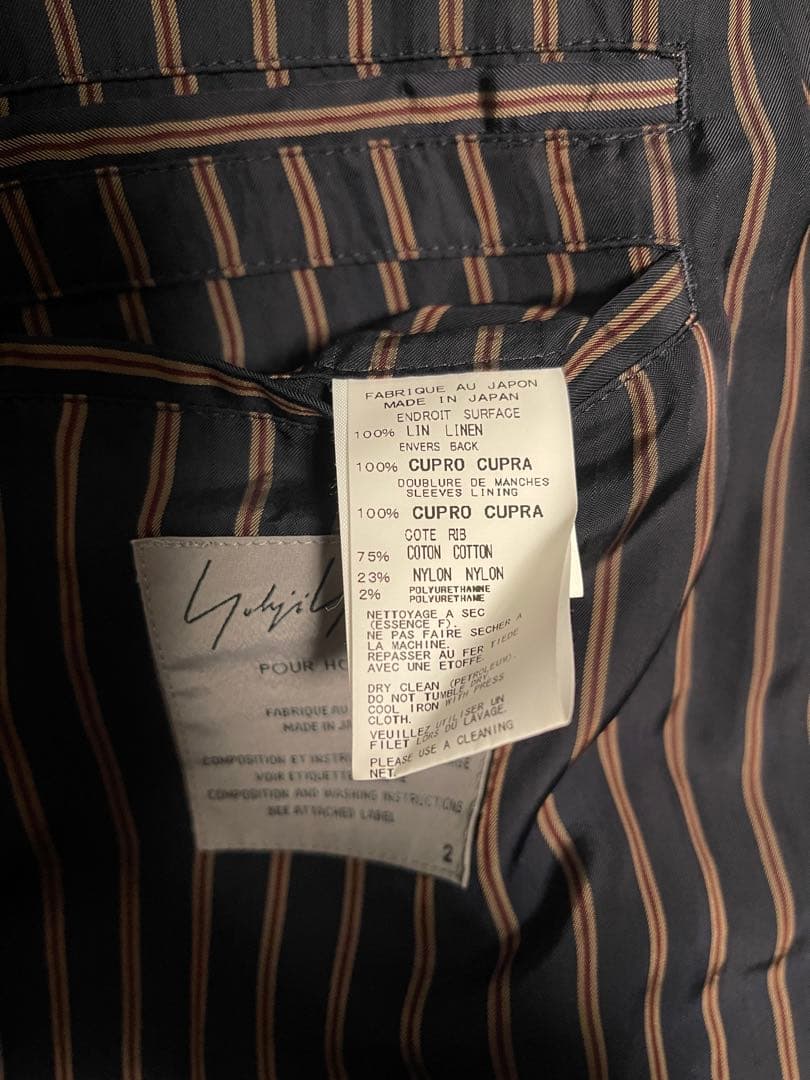 FABRIQUE AU JAPON
MADE IN JAPAN
ENDROIT SURFACE
100% LIN LINEN
ENVERS BACK
100% CUPRO CUPRA
DOUBLURE DE MANCHES
SLEEVES LINING
100% CUPRO CUPRA
COTE RIB
75% COTON COTTON
23% NYLON NYLON
2% POLYURETHANNE
POLYURETHANE
NETTOYAGE A SEC
(ESSENCE F).
NE PAS FAIRE SECHER A
LA MACHINE.
REPASSER AU FER TIEDE
AVEC UNE ETOFFE.
DRY CLEAN (PETROLEUM).
DO NOT TUMBLE DRY
COOL IRON WITH PRESS
CLOTH.
VEUILLEZ UTILISER UN
FILET LORS DU LAVAGE.
PLEASE USE A CLEANING
NET.
Yohji
POUR HO
FABRIQUE AU
MADE IN JA
COMPOSITION ET INSTR
VOIR ETIQUETTE
COMPOSITION AND WASHING INSTRUCTIONS
SEE ATTACHED LABEL
2